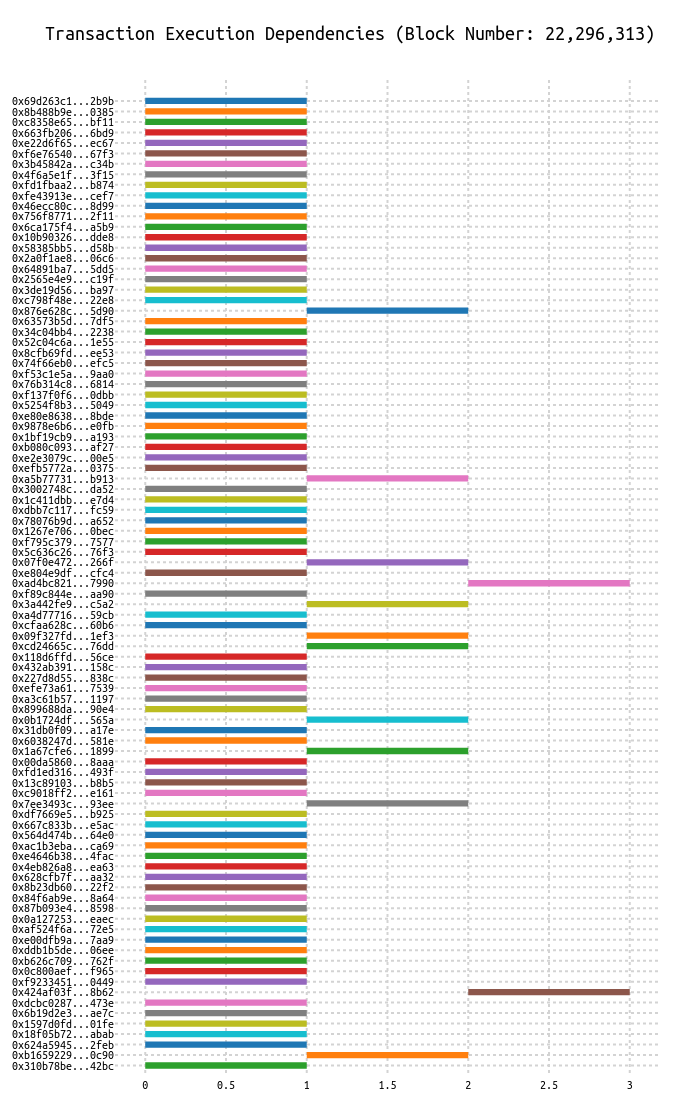 Transaction Execution Dependencies (Block Number: 22,296,313)
0x69d263c1...2b9b
0x8b488b9e...0385
0xc8358e65...bf11
0x663fb206...6bd9
0xe22d6f65...ec67
0xf6e76540...67f3
0x3b45842a...c34b
0x4f6a5e1f...3f15
0xfd1fbaa2...b874
0xfe43913e...cef7
0x46ecc80c...8d99
0x756f8771...2f11
0x6ca175f4...a5b9
0x10b90326...dde8
0x58385bb5...d58b
0x2a0f1ae8...06c6
0x64891ba7...5dd5
0x2565e4e9...c19f
0x3de19d56...ba97
0xc798f48e...22e8
0x876e628c...5d90
0x63573b5d...7df5
0x34c04bb4...2238
0x52c04c6a...1e55
0x8cfb69fd...ee53
0x74f66eb0...efc5
0xf53c1e5a...9aa0
0x76b314c8...6814
0xf137f0f6...0dbb
0x5254f8b3...5049
0xe80e8638...8bde
0x9878e6b6...e0fb
0x1bf19cb9...a193
0xb080c093...af27
0xe2e3079c...00e5
0xefb5772a...0375
0xa5b77731...b913
0x3002748c...da52
0x1c411dbb...e7d4
0xdbb7c117...fc59
0x78076b9d...a652
0x1267e706...0bec
0xf795c379...7577
0x5c636c26...76f3
0x07f0e472...266f
0xe804e9df...cfc4
0xad4bc821...7990
0xf89c844e...aa90
0x3a442fe9...c5a2
0xa4d77716...59cb
0xcfaa628c...60b6
0x09f327fd...1ef3
0xcd24665c...76dd
0x118d6ffd...56ce
0x432ab391...158c
0x227d8d55...838c
0xefe73a61...7539
0xa3c61b57...1197
0x899688da...90e4
0x0b1724df...565a
0x31db0f09...a17e
0x6038247d...581e
0x1a67cfe6...1899
0x00da5860...8aaa
0xfd1ed316...493f
0x13c89103...b8b5
0xc9018ff2...e161
0x7ee3493c...93ee
0xdf7669e5...b925
0x667c833b...e5ac
0x564d474b...64e0
0xac1b3eba...ca69
0xe4646b38...4fac
0x4eb826a8...ea63
0x628cfb7f...aa32
0x8b23db60...22f2
0x84f6ab9e...8a64
0x87b093e4...8598
0x0a127253...eaec
0xaf524f6a...72e5
0xe00dfb9a...7aa9
0xddb1b5de...06ee
0xb626c709...762f
0x0c800aef...f965
0xf9233451...0449
0x424af03f...8b62
0xdcbc0287...473e
0x6b19d2e3...ae7c
0x1597d0fd...01fe
0x18f05b72...abab
0x624a5945...2feb
0xb1659229...0c90
0x310b78be...42bc
0 0.5 1 1.5 2 2.5 3